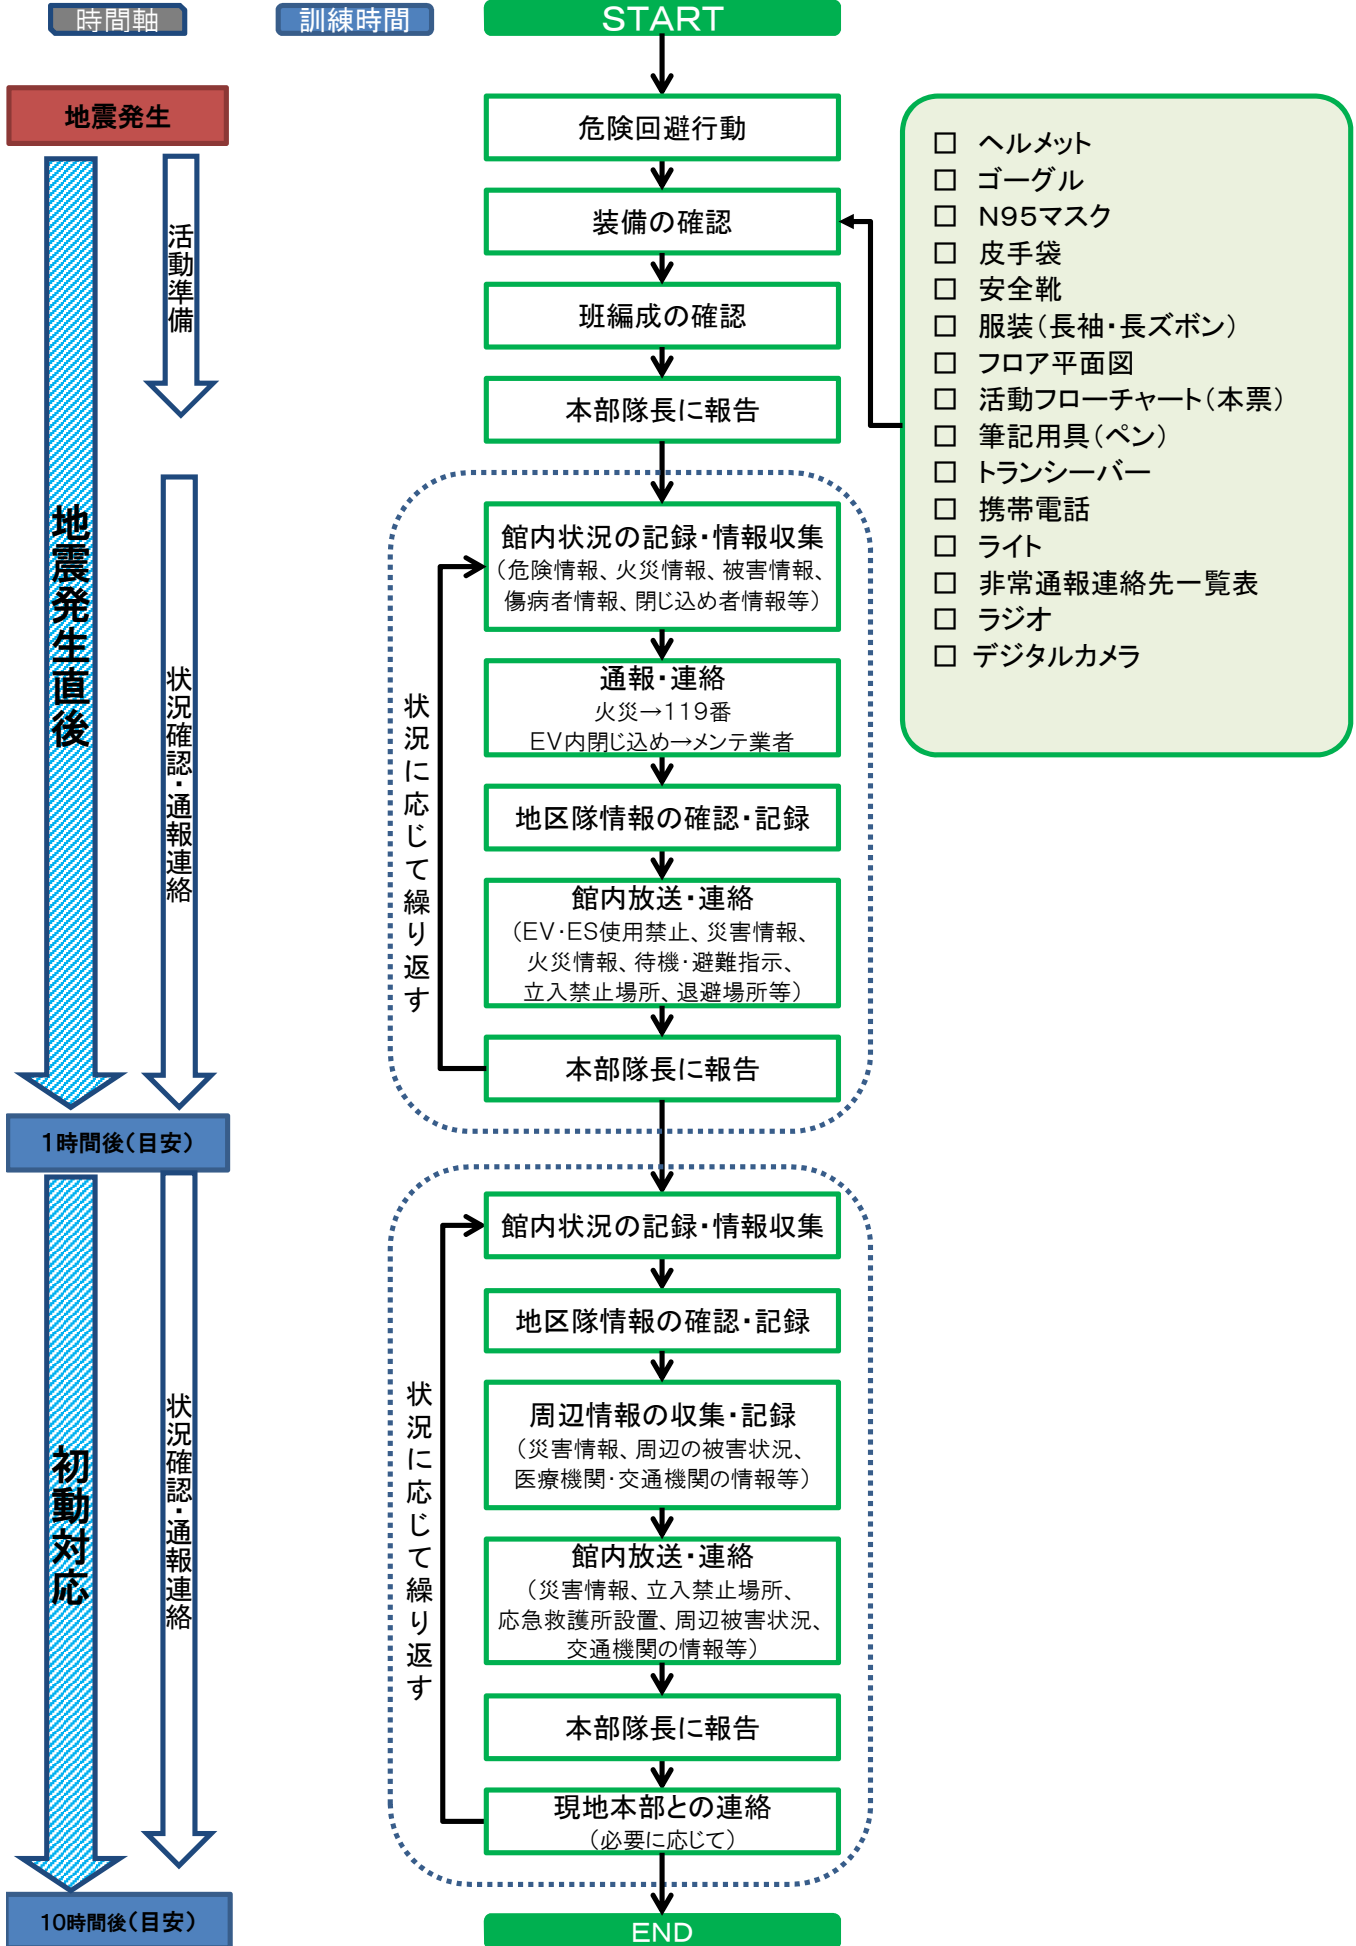 時間軸
訓練時間
START
地震発生
危険回避行動
装備の確認
班編成の確認
本部隊長に報告
□ ヘルメット
□ ゴーグル
□ N95マスク
□ 皮手袋
□ 安全靴
□ 服装(長袖・長ズボン)
□ フロア平面図
□ 活動フローチャート(本票)
□ 筆記用具(ペン)
□ トランシーバー
□ 携帯電話
□ ライト
□ 非常通報連絡先一覧表
□ ラジオ
□ デジタルカメラ
活動準備
地震発生直後
状況確認・通報連絡
状況に応じて繰り返す
館内状況の記録・情報収集
(危険情報、火災情報、被害情報、
傷病者情報、閉じ込め者情報等)
通報・連絡
火災→119番
EV内閉じ込め→メンテ業者
地区隊情報の確認・記録
館内放送・連絡
(EV・ES使用禁止、災害情報、
火災情報、待機・避難指示、
立入禁止場所、退避場所等)
本部隊長に報告
1時間後(目安)
初動対応
状況確認・通報連絡
状況に応じて繰り返す
館内状況の記録・情報収集
地区隊情報の確認・記録
周辺情報の収集・記録
(災害情報、周辺の被害状況、
医療機関・交通機関の情報等)
館内放送・連絡
(災害情報、立入禁止場所、
応急救護所設置、周辺被害状況、
交通機関の情報等)
本部隊長に報告
現地本部との連絡
(必要に応じて)
10時間後(目安)
END